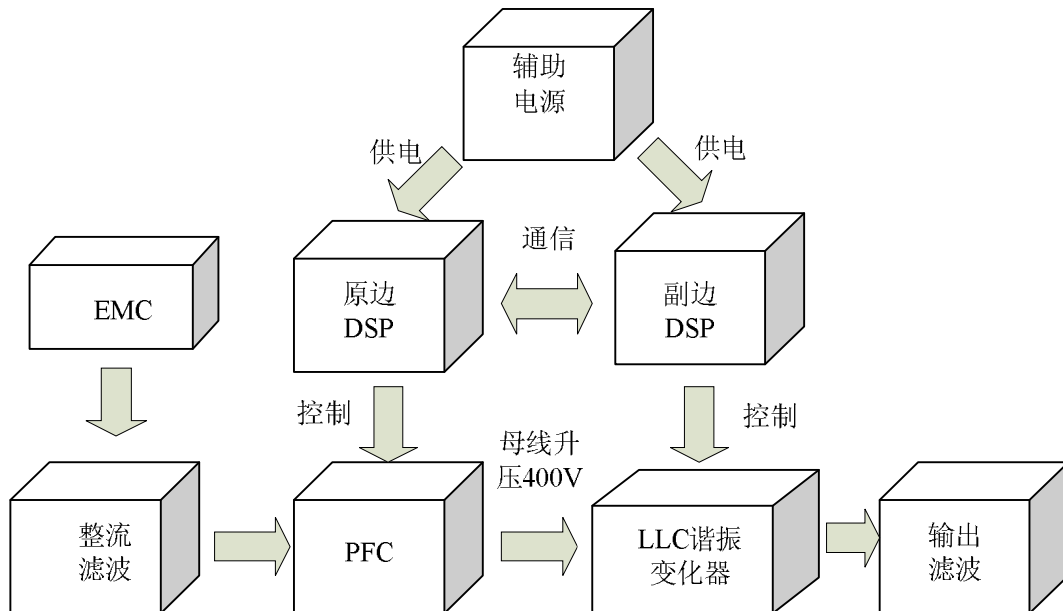 辅助
电源
供电
供电
通信
原边
DSP
副边
DSP
EMC
控制
控制
母线升
压400V
整流
滤波
PFC
LLC谐振
变化器
输出
滤波